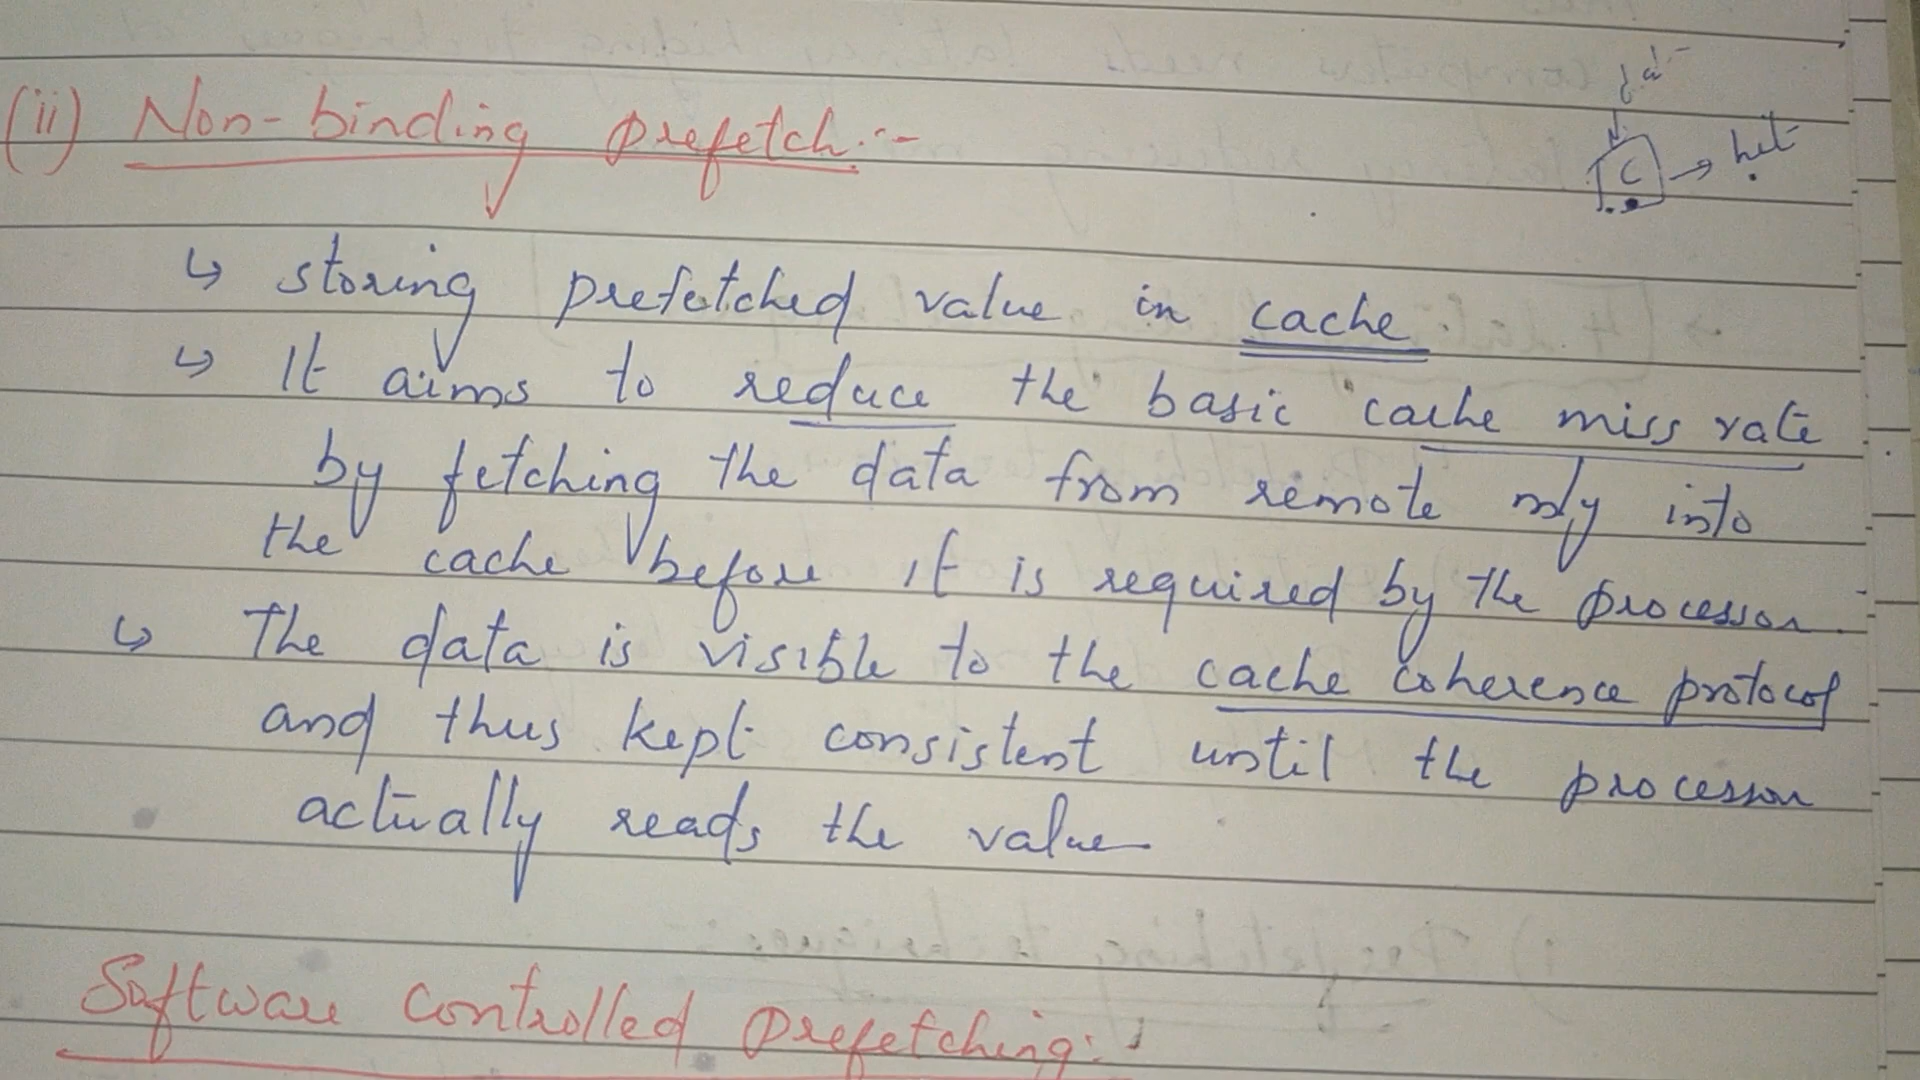 (ii) Non-binding prefetch :-
C → hit
↳ storing prefetched value in cache.
↳ It aims to reduce the basic cache miss rate
by fetching the data from remote m/y into
the cache before it is required by the processor.
↳ The data is visible to the cache coherence protocol
and thus kept consistent until the processor
actually reads the value
Software controlled prefetching:-